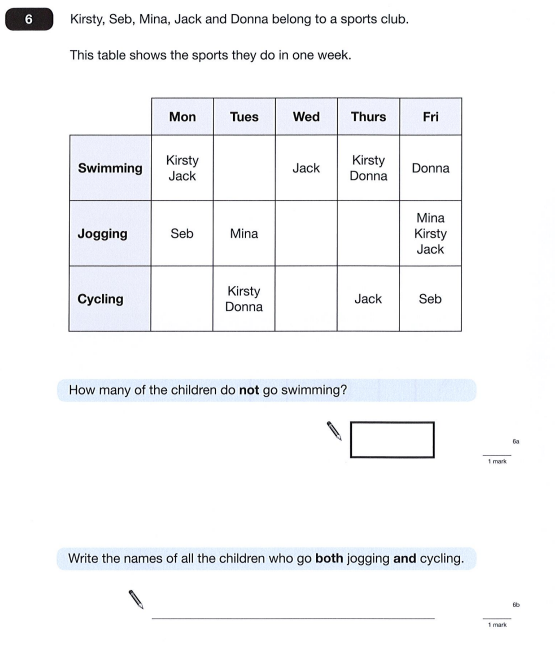 6 Kirsty, Seb, Mina, Jack and Donna belong to a sports club.
This table shows the sports they do in one week.
Mon Tues Wed Thurs Fri
Swimming Kirsty Jack Jack Kirsty Donna Donna
Jogging Seb Mina Mina Kirsty Jack
Cycling Kirsty Donna Jack Seb
How many of the children do not go swimming?
6a
1 mark
Write the names of all the children who go both jogging and cycling.
6b
1 mark